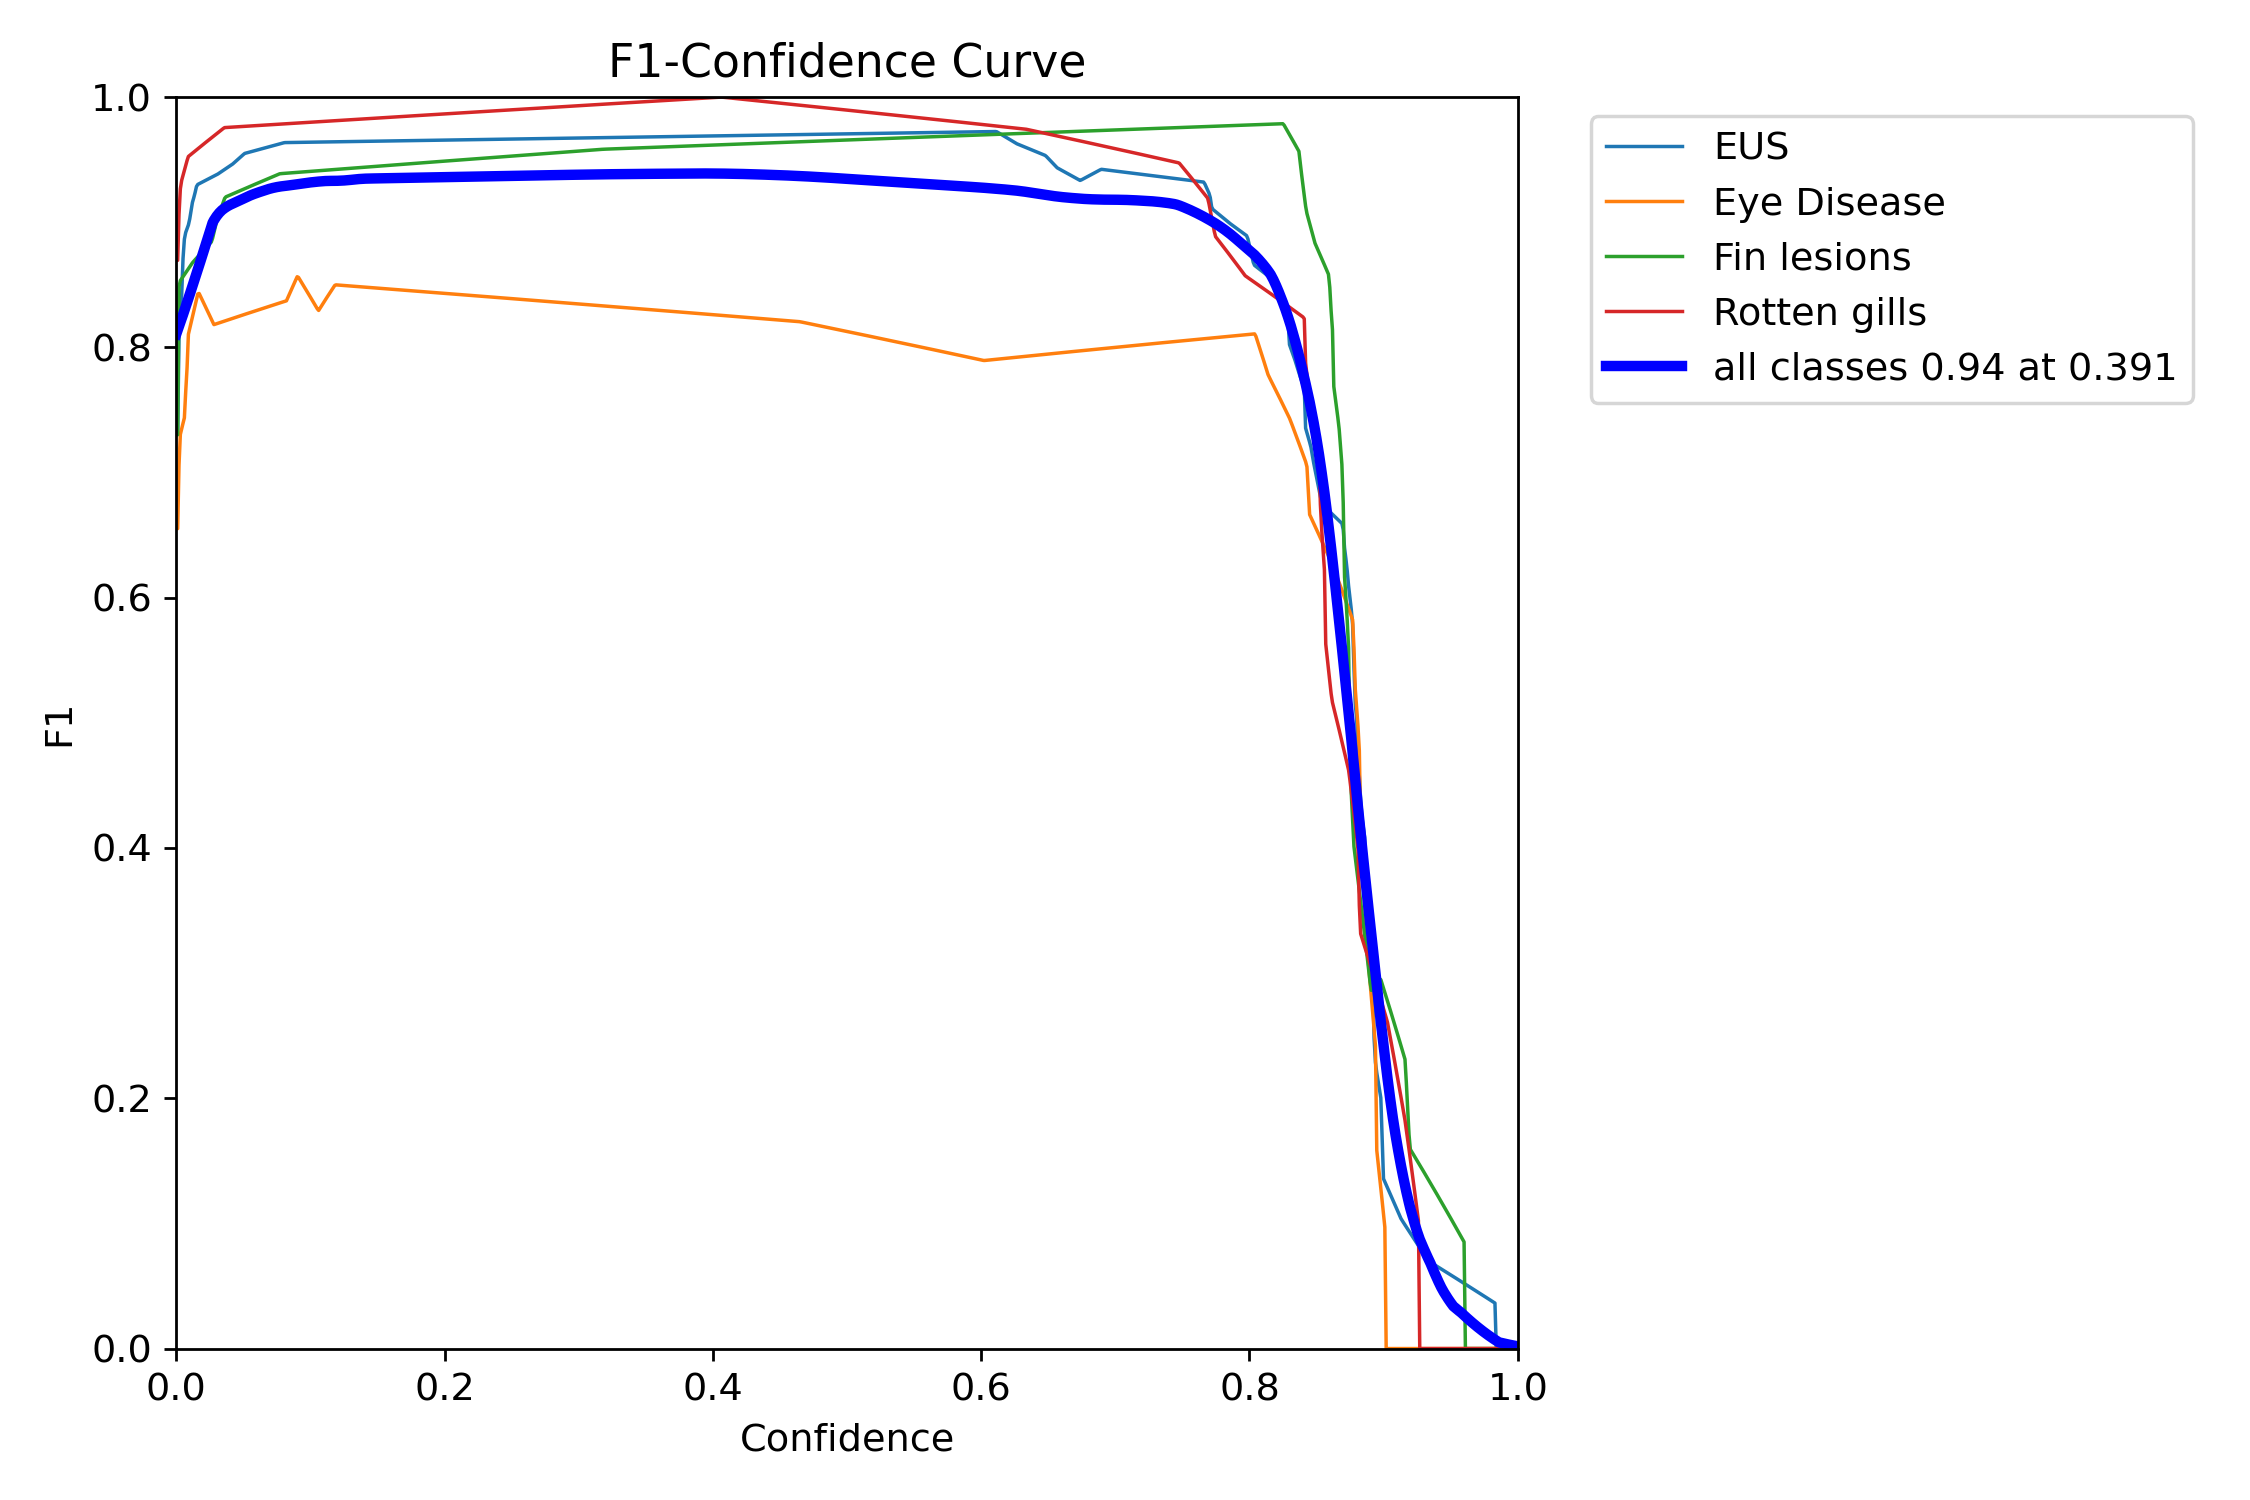 F1-Confidence Curve
1.0
0.8
0.6
0.4
0.2
0.0
F1
0.0 0.2 0.4 0.6 0.8 1.0
Confidence
EUS
Eye Disease
Fin lesions
Rotten gills
all classes 0.94 at 0.391